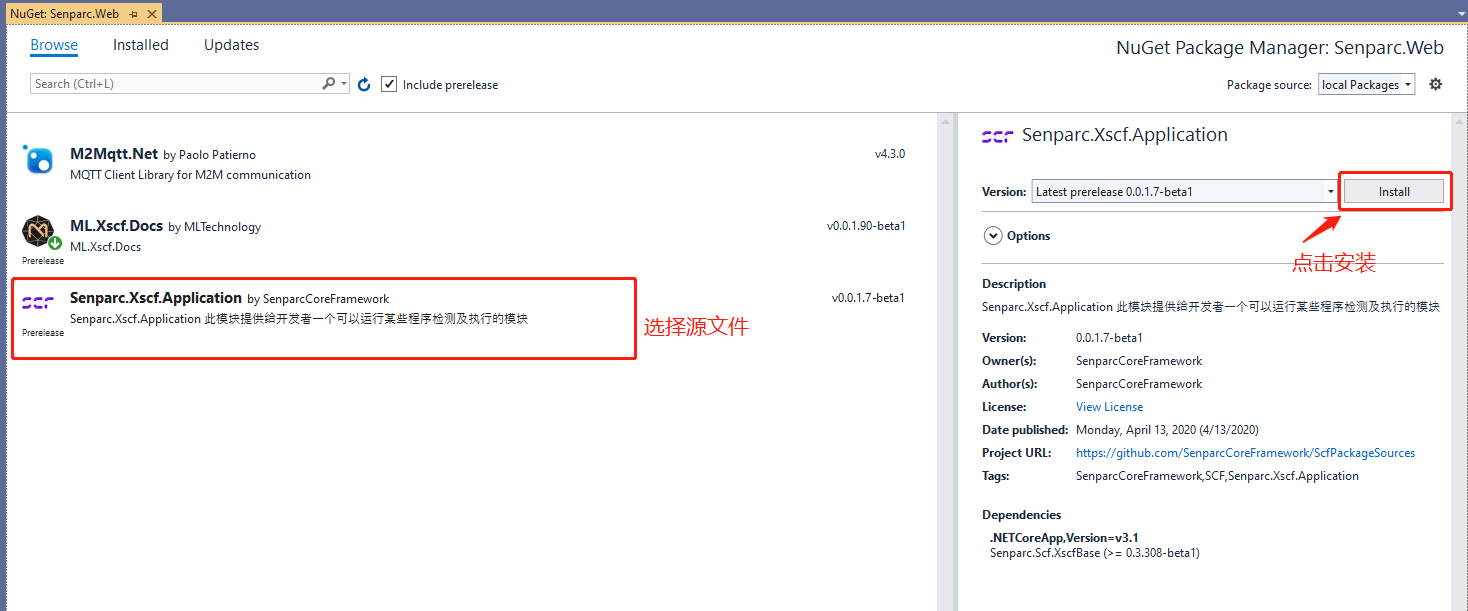 NuGet: Senparc.Web
Browse Installed Updates
NuGet Package Manager: Senparc.Web
Search (Ctrl+L)
Include prerelease
Package source: local Packages
M2Mqtt.Net by Paolo Patierno
v4.3.0
MQTT Client Library for M2M communication
ML.Xscf.Docs by MLTechnology
v0.0.1.90-beta1
ML.Xscf.Docs
Prerelease
Senparc.Xscf.Application by SenparcCoreFramework
v0.0.1.7-beta1
Senparc.Xscf.Application 此模块提供给开发者一个可以运行某些程序检测及执行的模块
Prerelease
选择源文件
scf Senparc.Xscf.Application
Version: Latest prerelease 0.0.1.7-beta1 Install
Options
点击安装
Description
Senparc.Xscf.Application 此模块提供给开发者一个可以运行某些程序检测及执行的模块
Version: 0.0.1.7-beta1
Owner(s): SenparcCoreFramework
Author(s): SenparcCoreFramework
License: View License
Date published: Monday, April 13, 2020 (4/13/2020)
Project URL: https://github.com/SenparcCoreFramework/ScfPackageSources
Tags: SenparcCoreFramework,SCF,Senparc.Xscf.Application
Dependencies
.NETCoreApp,Version=v3.1
Senparc.Scf.XscfBase (>= 0.3.308-beta1)